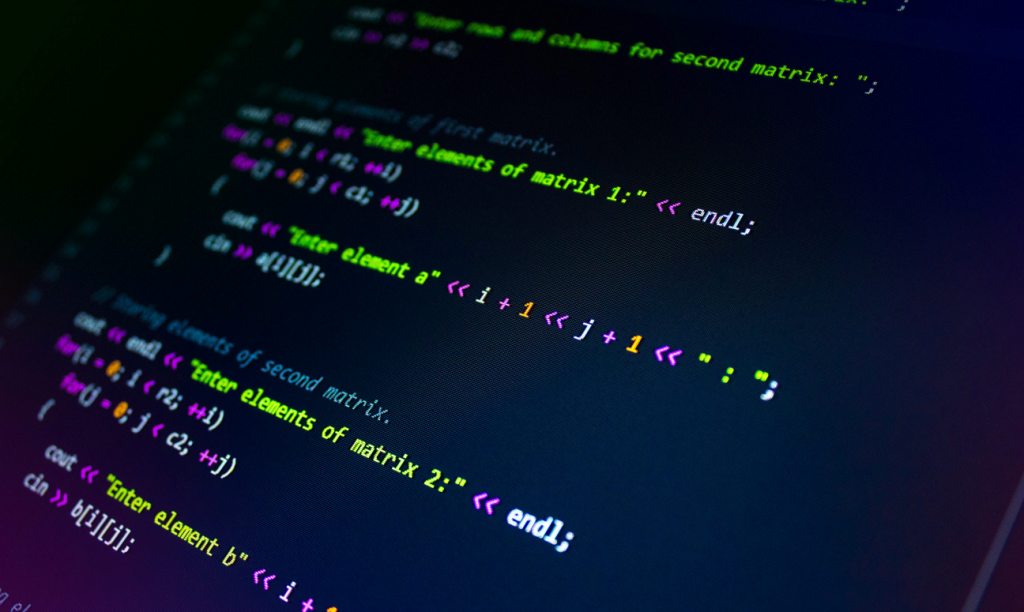 rix: ";
cout << "Enter rows and columns for second matrix: ";
cin >> r2 >> c2;
}
// Storing elements of first matrix.
cout << endl << "Enter elements of matrix 1:" << endl;
for(i = 0; i < r1; ++i)
for(j = 0; j < c1; ++j)
{
cout << "Enter element a" << i + 1 << j + 1 << " : ";
cin >> a[i][j];
}
// Storing elements of second matrix.
cout << endl << "Enter elements of matrix 2:" << endl;
for(i = 0; i < r2; ++i)
for(j = 0; j < c2; ++j)
{
cout << "Enter element b" << i + 1
cin >> b[i][j];